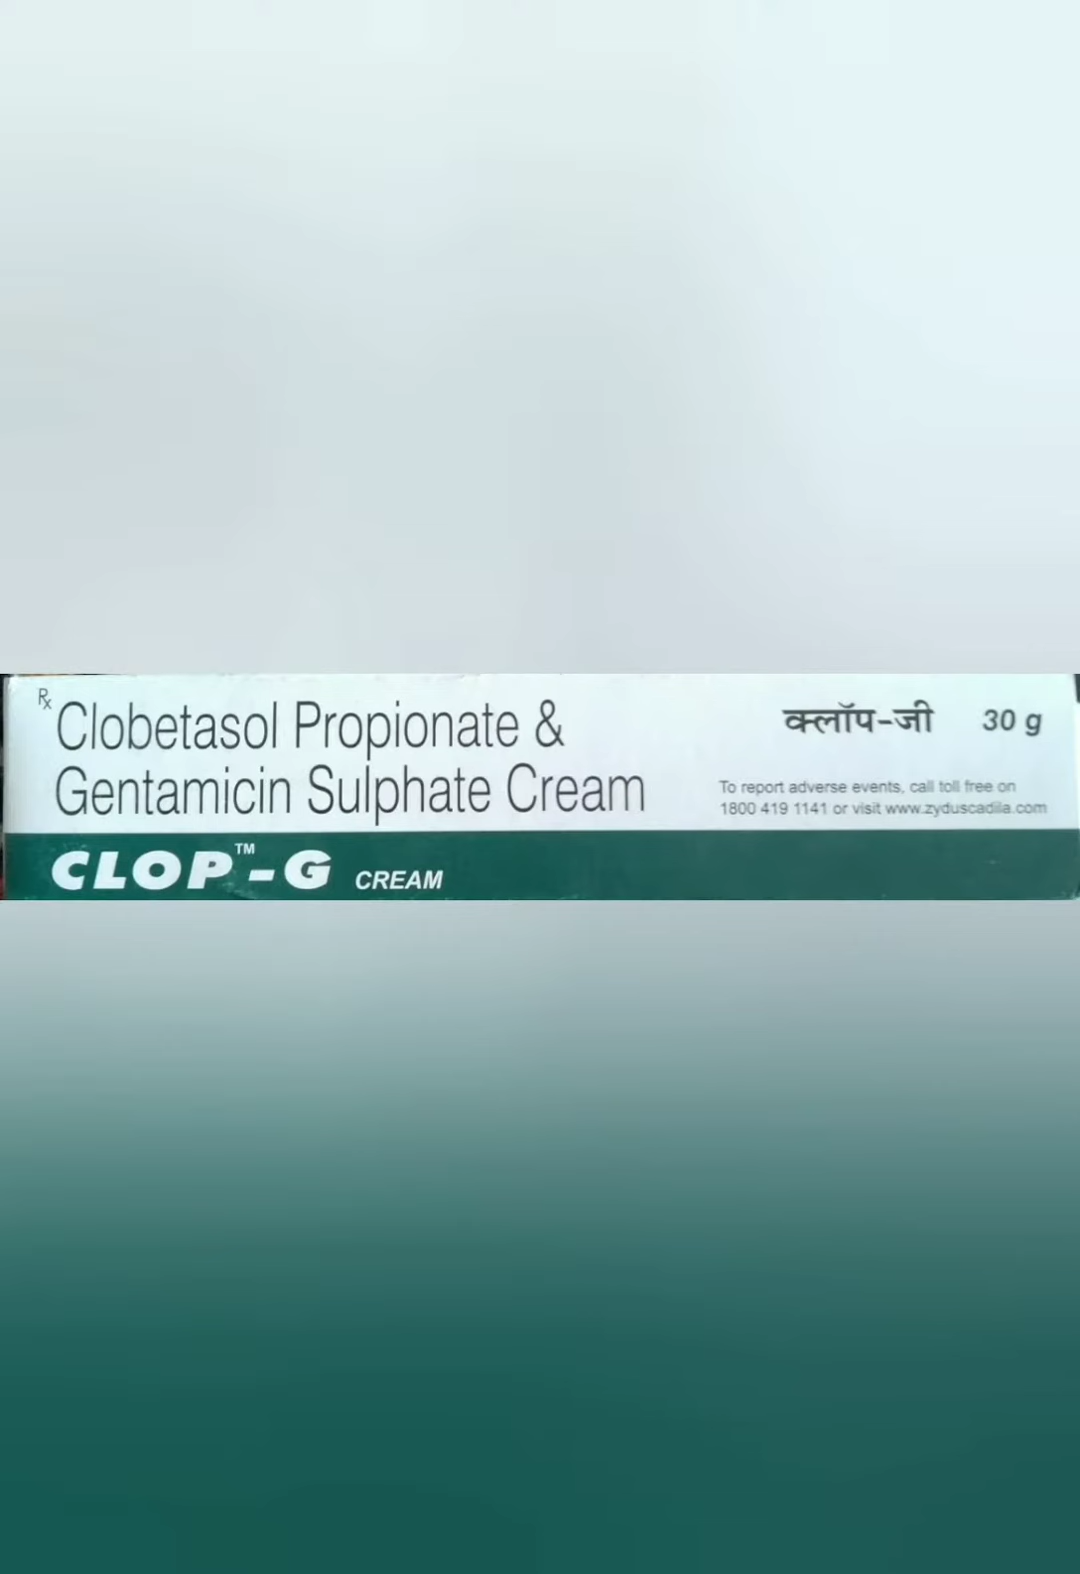 Rx Clobetasol Propionate &
Gentamicin Sulphate Cream
क्लॉप-जी 30 g
To report adverse events, call toll free on
1800 419 1141 or visit www.zyduscadila.com
CLOP™-G CREAM